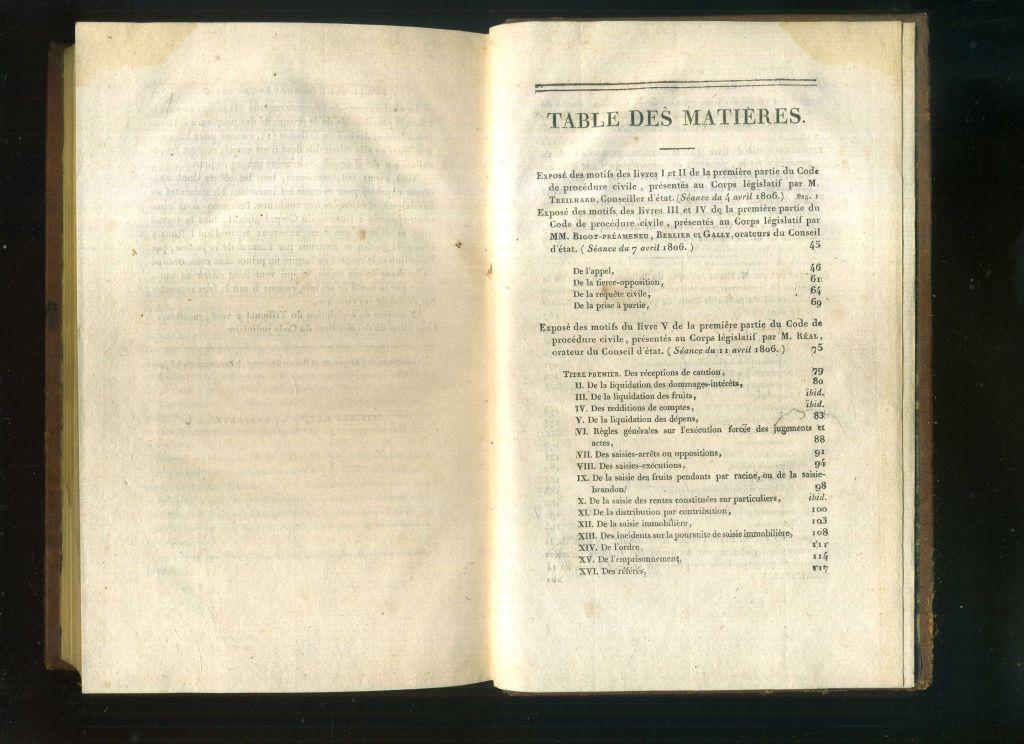 TABLE DES MATIÈRES.
Exposé des motifs des livres I et II de la première partie du Code
de procédure civile, présentés au Corps législatif par M.
Treilhard, Conseiller d'état. (Séance du 4 avril 1806.) Pag. 1
Exposé des motifs des livres III et IV de la première partie du
Code de procédure civile, présentés au Corps législatif par
MM. Bigot-Préameneu, Berlier et Gally, orateurs du Conseil
d'état. (Séance du 7 avril 1806.) 45
De l'appel, 46
De la tierce-opposition, 61
De la requête civile, 64
De la prise à partie, 69
Exposé des motifs du livre V de la première partie du Code de
procédure civile, présentés au Corps législatif par M. Réal,
orateur du Conseil d'état. (Séance du 11 avril 1806.) 75
Titre premier. Des réceptions de caution, 79
II. De la liquidation des dommages-intérêts, 80
III. De la liquidation des fruits, ibid.
IV. Des redditions de comptes, ibid.
V. De la liquidation des dépens, 83
VI. Règles générales sur l'exécution forcée des jugements et
actes, 88
VII. Des saisies-arrêts ou oppositions, 91
VIII. Des saisies-exécutions, 94
IX. De la saisie des fruits pendants par racine, ou de la saisie-
brandon, 98
X. De la saisie des rentes constituées sur particuliers, ibid.
XI. De la distribution par contribution, 100
XII. De la saisie immobilière, 103
XIII. Des incidents sur la poursuite de saisie immobilière, 108
XIV. De l'ordre, 111
XV. De l'emprisonnement, 114
XVI. Des référés, 117